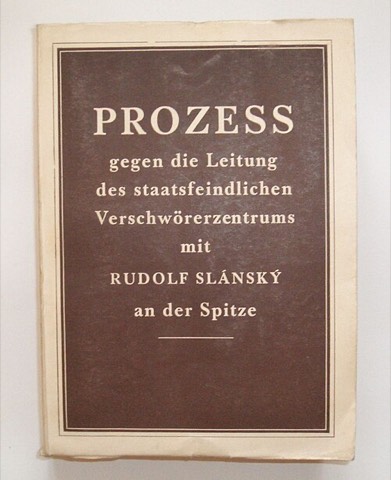 PROZESS
gegen die Leitung
des staatsfeindlichen
Verschwörerzentrums
mit
RUDOLF SLÁNSKÝ
an der Spitze